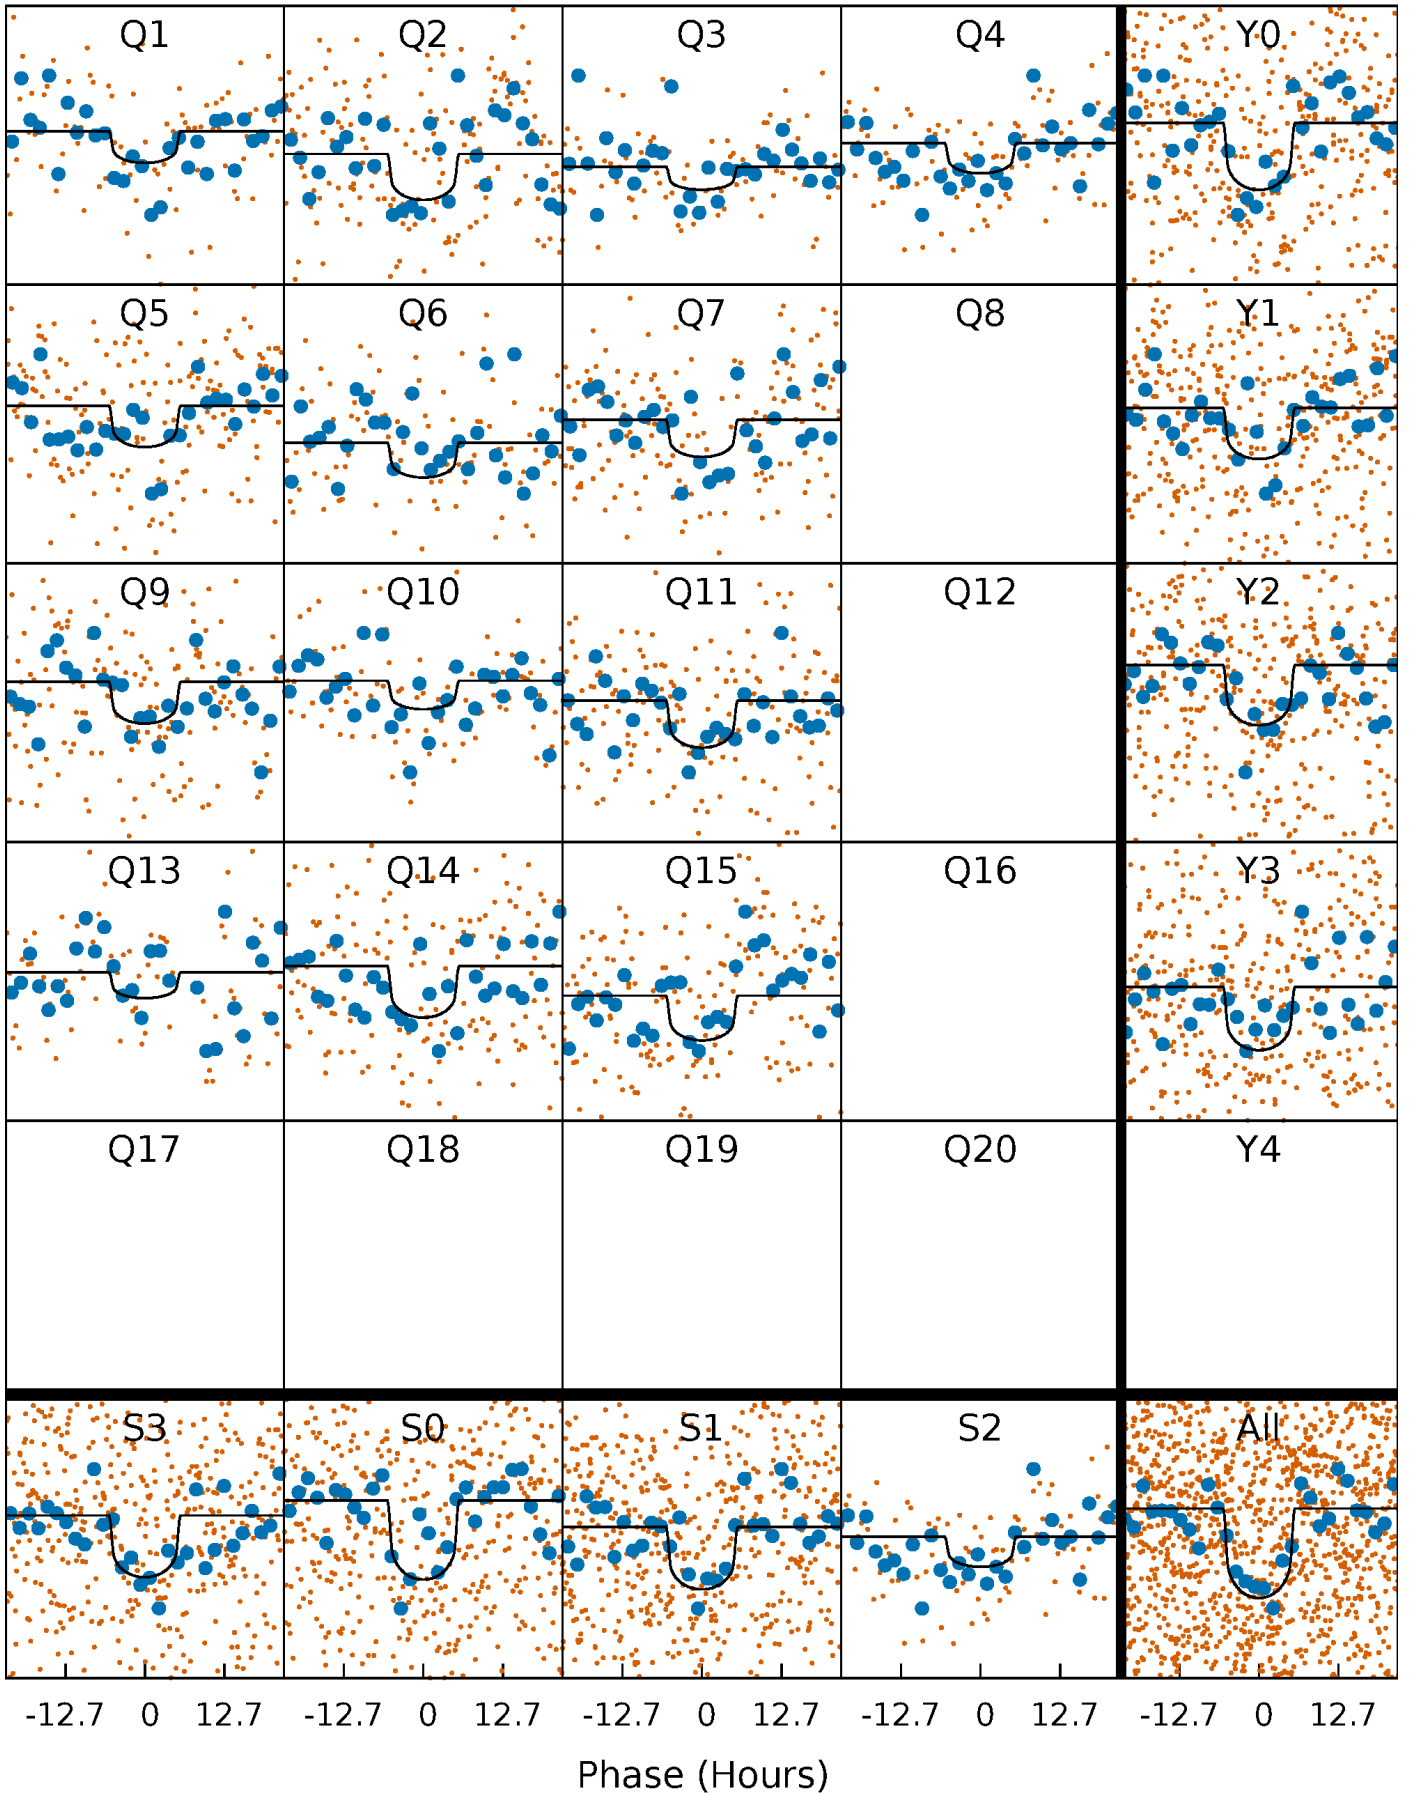 Q1 Q2 Q3 Q4 Y0
Q5 Q6 Q7 Q8 Y1
Q9 Q10 Q11 Q12 Y2
Q13 Q14 Q15 Q16 Y3
Q17 Q18 Q19 Q20 Y4
S3 S0 S1 S2 All
-12.7 0 12.7 -12.7 0 12.7 -12.7 0 12.7 -12.7 0 12.7 -12.7 0 12.7
Phase (Hours)